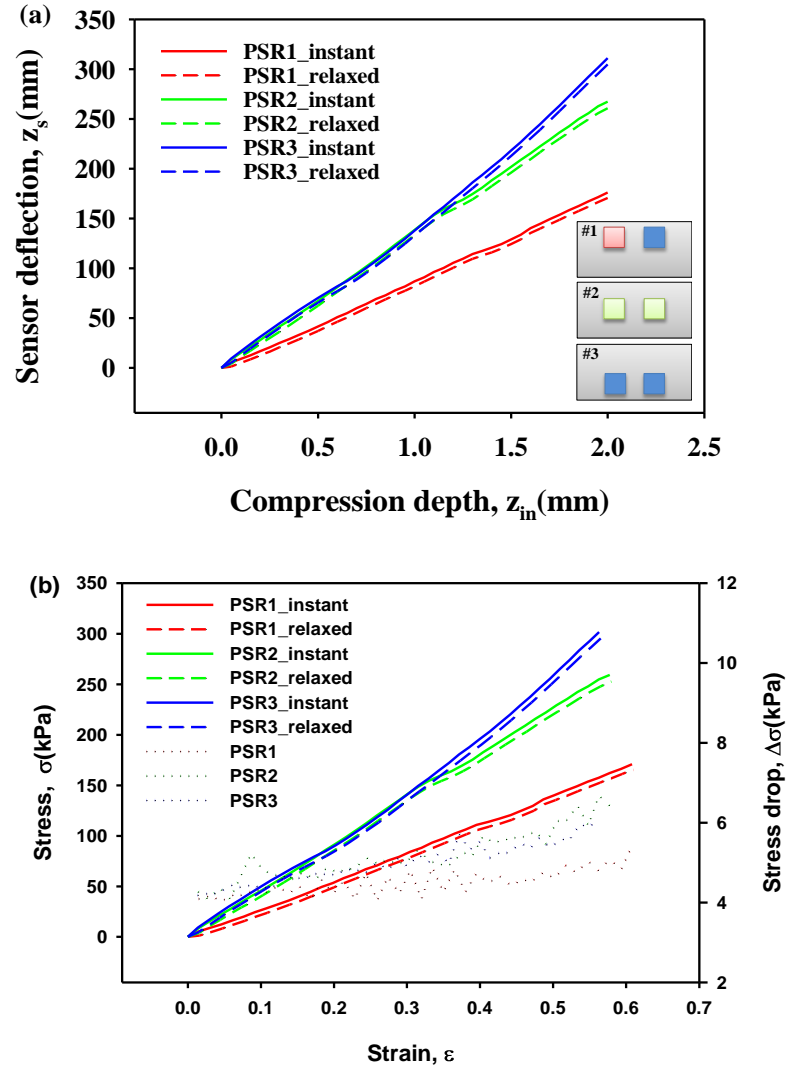 (a)
350
300
250
200
150
100
50
0
Sensor deflection, z_s(mm)
PSR1_instant
PSR1_relaxed
PSR2_instant
PSR2_relaxed
PSR3_instant
PSR3_relaxed
#1
#2
#3
0.0 0.5 1.0 1.5 2.0 2.5
Compression depth, z_in(mm)
(b)
350
300
250
200
150
100
50
0
Stress, σ(kPa)
PSR1_instant
PSR1_relaxed
PSR2_instant
PSR2_relaxed
PSR3_instant
PSR3_relaxed
PSR1
PSR2
PSR3
12
10
8
6
4
2
Stress drop, Δσ(kPa)
0.0 0.1 0.2 0.3 0.4 0.5 0.6 0.7
Strain, ε